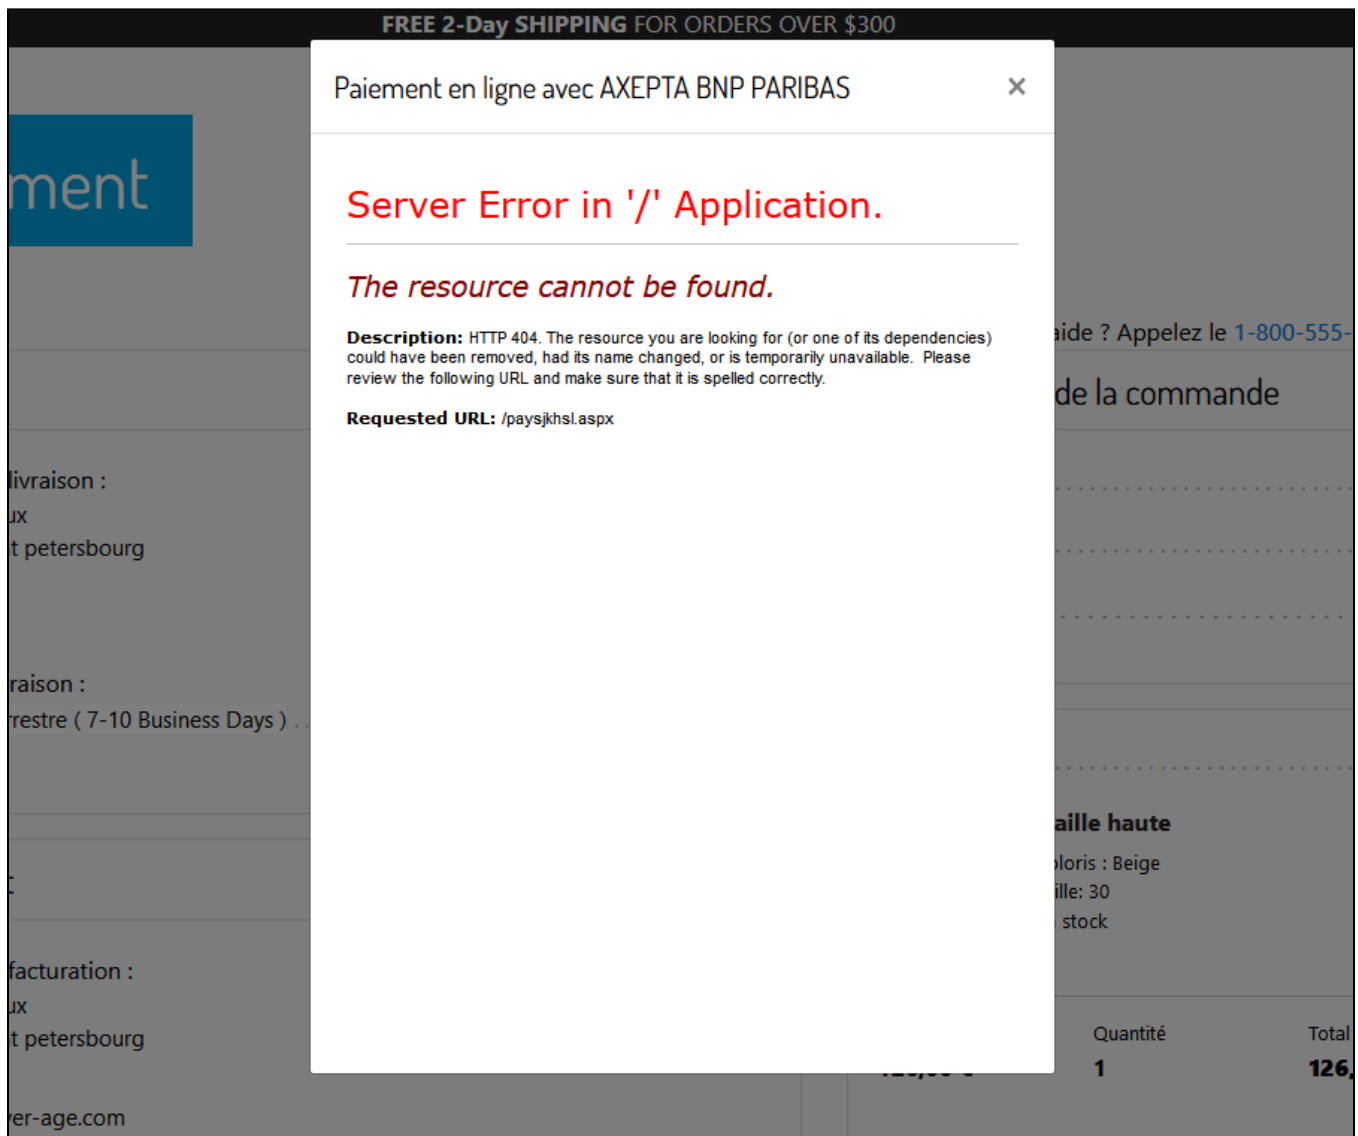 FREE 2-Day SHIPPING FOR ORDERS OVER $300
Paiement en ligne avec AXEPTA BNP PARIBAS
×
ment
Server Error in '/' Application.
The resource cannot be found.
Description: HTTP 404. The resource you are looking for (or one of its dependencies)
could have been removed, had its name changed, or is temporarily unavailable. Please
review the following URL and make sure that it is spelled correctly.
Requested URL: /paysjkhsl.aspx
aide ? Appelez le 1-800-555-
de la commande
livraison :
ux
t petersbourg
raison :
rrestre ( 7-10 Business Days )
aille haute
oloris : Beige
ille: 30
stock
facturation :
ux
t petersbourg
er-age.com
Quantité
Total
1
126,